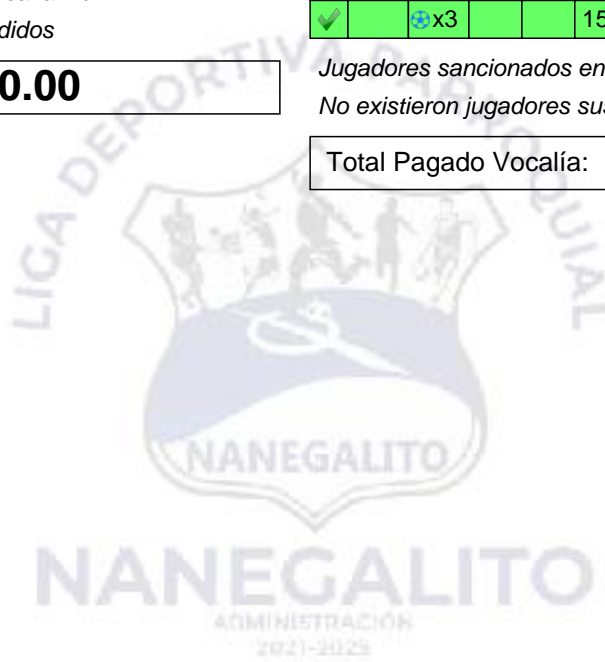 didos
0.00
x3 15
Jugadores sancionados en
No existieron jugadores sus
Total Pagado Vocalía:
LIGA DEPORTIVA PARROQUIAL
NANEGALITO
NANEGALITO
ADMINISTRACIÓN
2021-2025